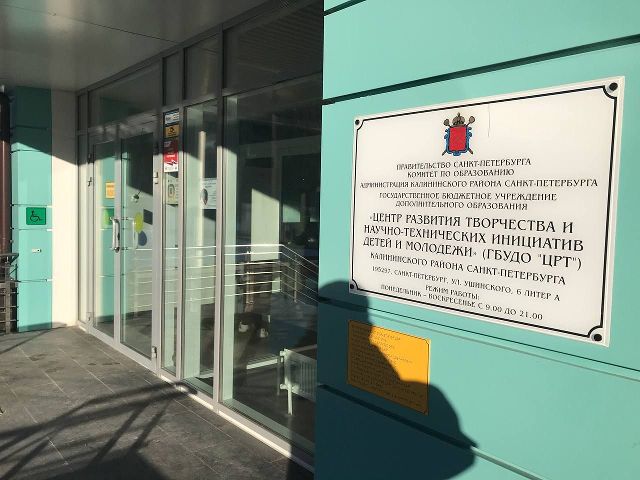 ПРАВИТЕЛЬСТВО САНКТ-ПЕТЕРБУРГА
КОМИТЕТ ПО ОБРАЗОВАНИЮ
АДМИНИСТРАЦИЯ КАЛИНИНСКОГО РАЙОНА САНКТ-ПЕТЕРБУРГА
ГОСУДАРСТВЕННОЕ БЮДЖЕТНОЕ УЧРЕЖДЕНИЕ
ДОПОЛНИТЕЛЬНОГО ОБРАЗОВАНИЯ
«ЦЕНТР РАЗВИТИЯ ТВОРЧЕСТВА И
НАУЧНО-ТЕХНИЧЕСКИХ ИНИЦИАТИВ
ДЕТЕЙ И МОЛОДЕЖИ» (ГБУДО "ЦРТ")
КАЛИНИНСКОГО РАЙОНА САНКТ-ПЕТЕРБУРГА
195297, САНКТ-ПЕТЕРБУРГ, УЛ. УШИНСКОГО, 6 ЛИТЕР А
РЕЖИМ РАБОТЫ:
ПОНЕДЕЛЬНИК - ВОСКРЕСЕНЬЕ С 9.00 ДО 21.00